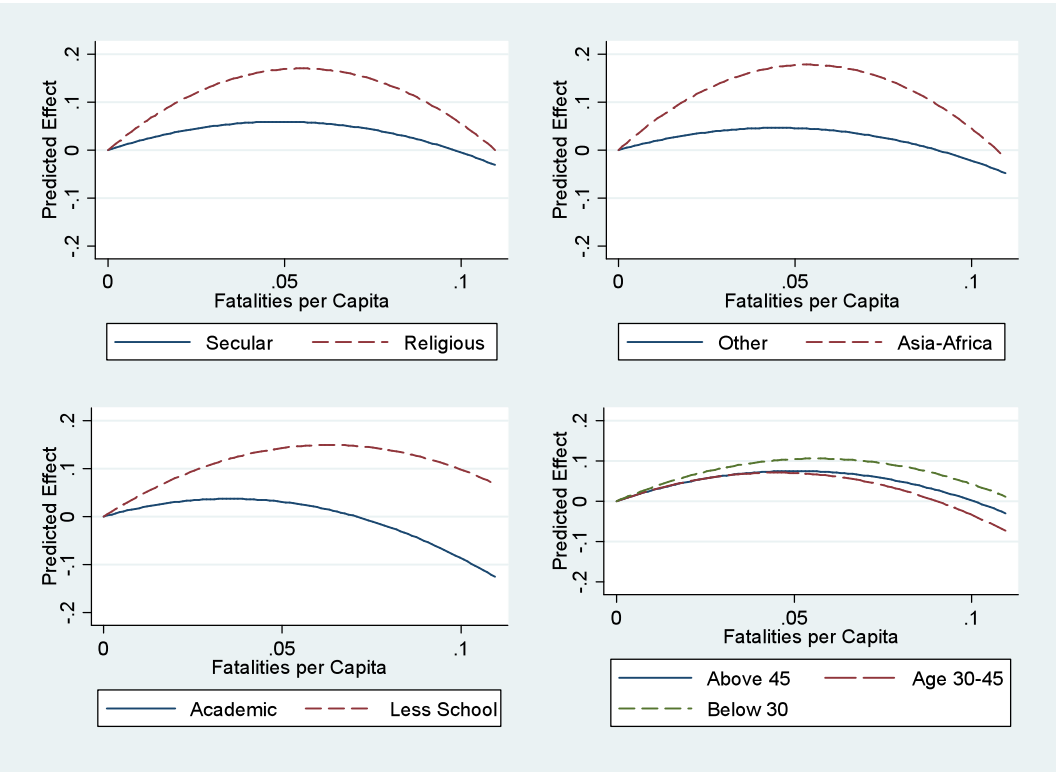 Predicted Effect
.2
.1
0
-.1
-.2
0 .05 .1
Fatalities per Capita
Secular Religious
Predicted Effect
.2
.1
0
-.1
-.2
0 .05 .1
Fatalities per Capita
Other Asia-Africa
Predicted Effect
.2
.1
0
-.1
-.2
0 .05 .1
Fatalities per Capita
Academic Less School
Predicted Effect
.2
.1
0
-.1
-.2
0 .05 .1
Fatalities per Capita
Above 45 Age 30-45
Below 30